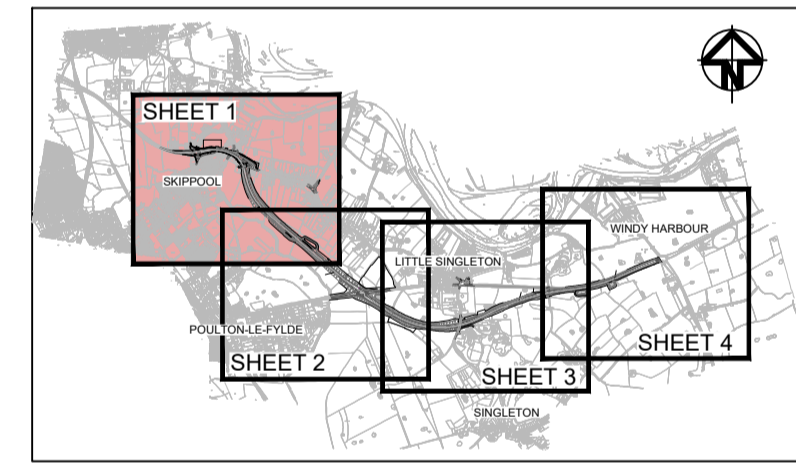 SHEET 1
N
SKIPPOOL
WINDY HARBOUR
LITTLE SINGLETON
POULTON-LE-FYLDE
SHEET 2
SHEET 3
SHEET 4
SINGLETON